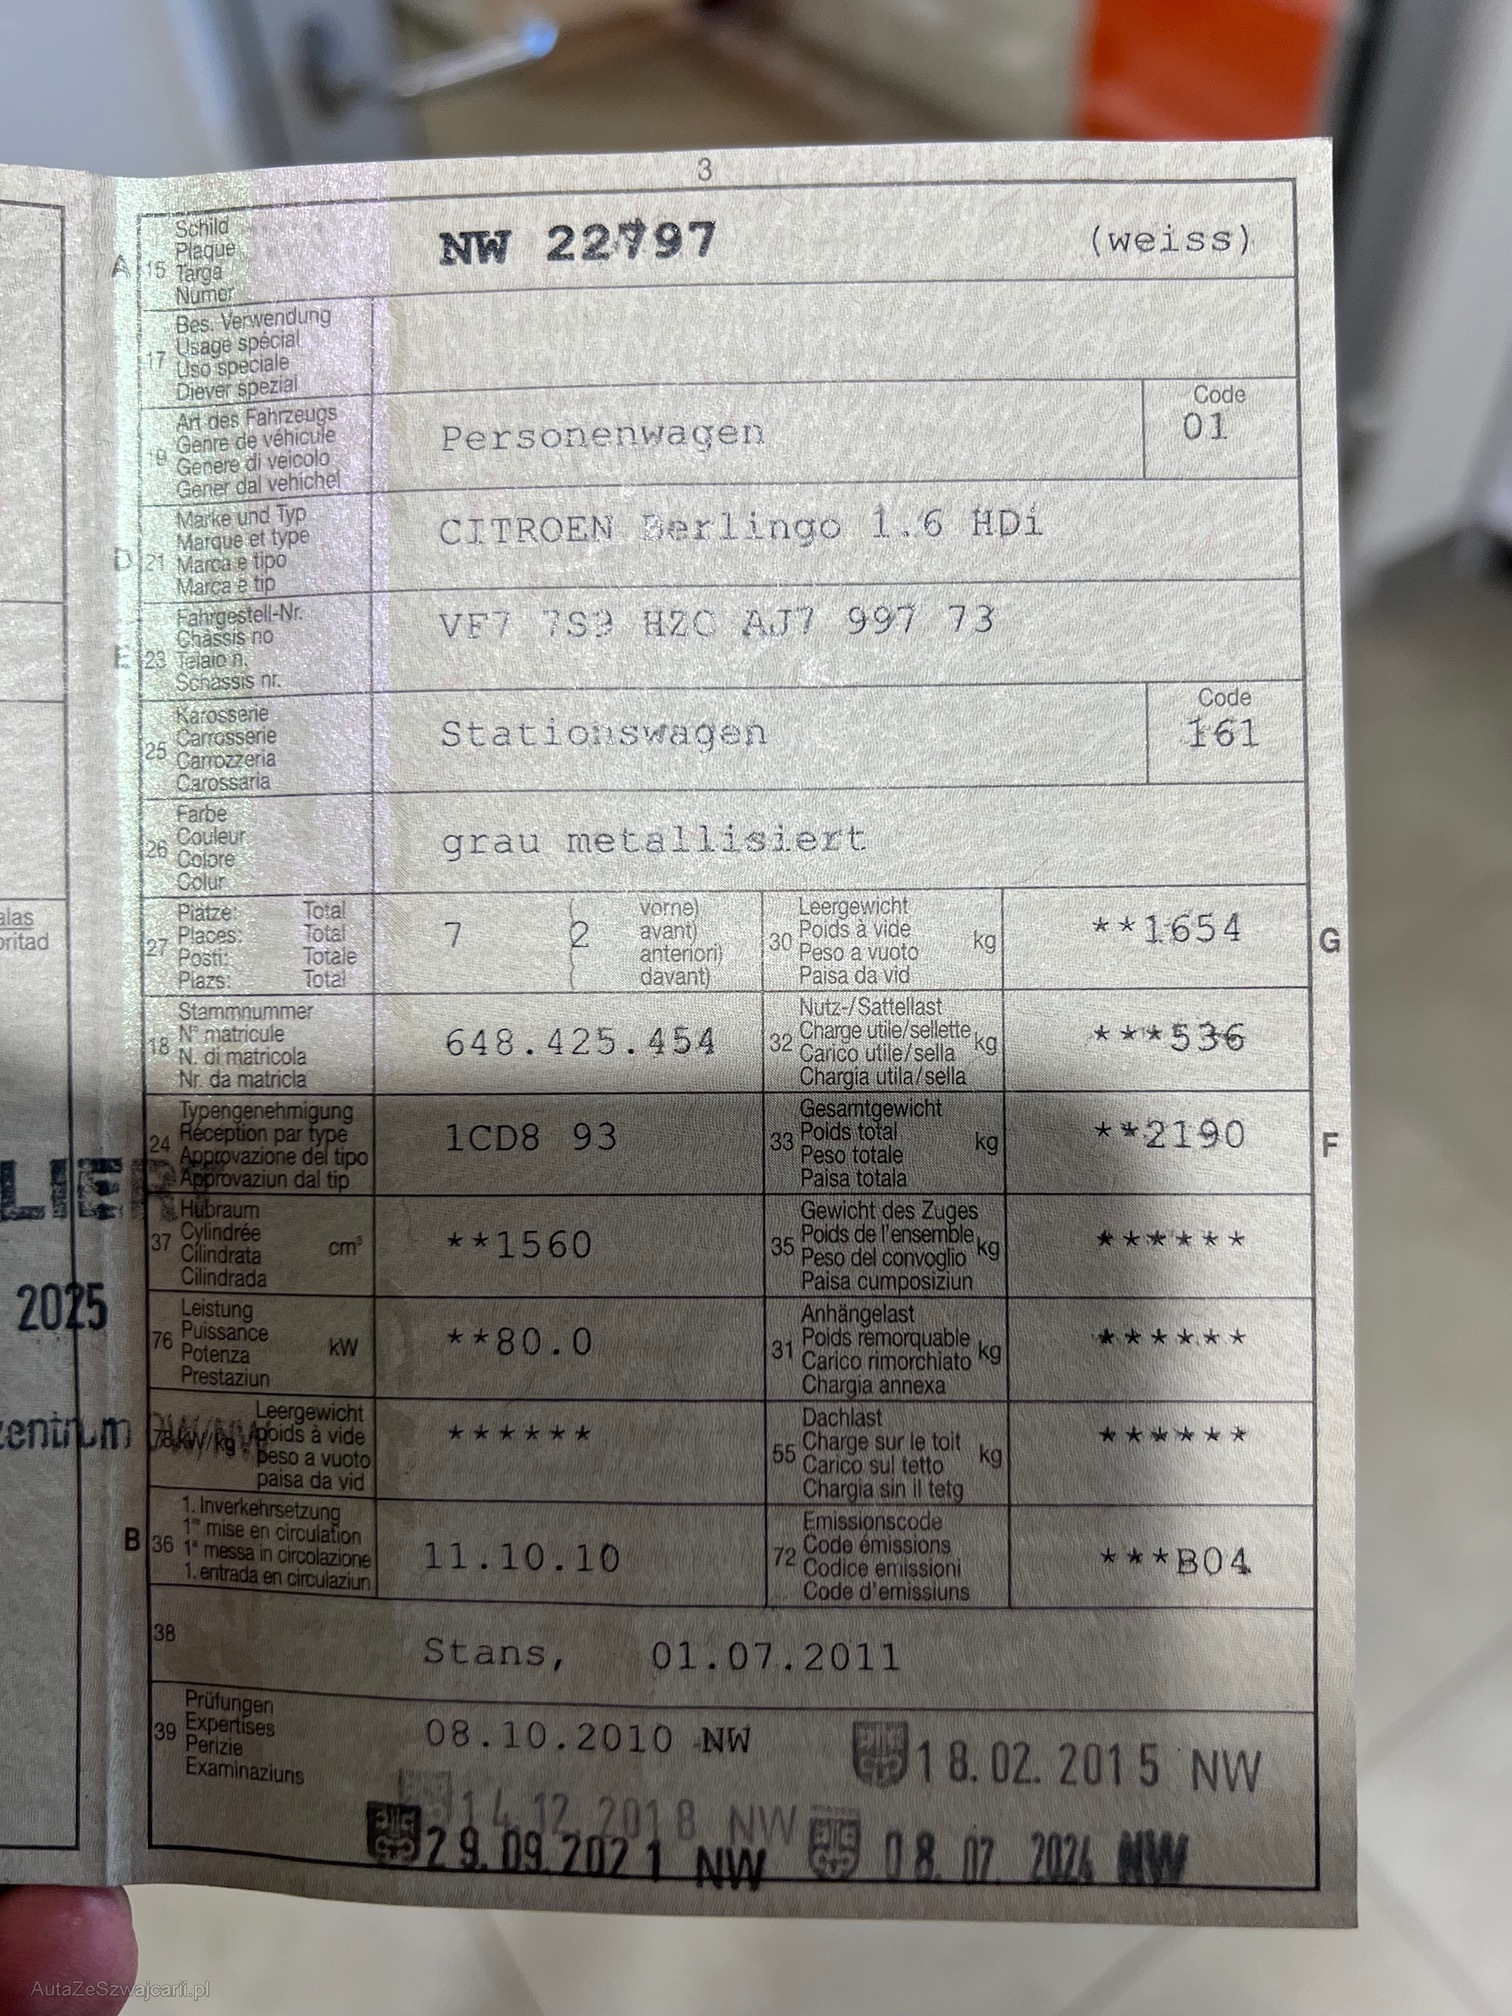 3
A 15 Schild
Plaque
Targa
Numer
NW 22797 (weiss)
17 Bes. Verwendung
Usage spécial
Uso speciale
Diever spezial
19 Art des Fahrzeugs
Genre de véhicule
Genere di veicolo
Gener dal vehichel
Personenwagen
Code
01
D 21 Marke und Typ
Marque et type
Marca e tipo
Marca e tip
CITROEN Berlingo 1.6 HDi
E 23 Fahrgestell-Nr.
Châssis no
Telaio n.
Schassis nr.
VF7 7S9 HZC AJ7 997 73
25 Karosserie
Carrosserie
Carrozzeria
Carossaria
Stationswagen
Code
161
26 Farbe
Couleur
Colore
Colur
grau metallisiert
27 Plätze: Total
Places: Total
Posti: Totale
Plazs: Total
7 2
( vorne)
( avant)
( anteriori)
( davant)
30 Leergewicht
Poids à vide
Peso a vuoto
Paisa da vid
kg
**1654
G
18 Stammnummer
N° matricule
N. di matricola
Nr. da matricla
648.425.454
32 Nutz-/Sattellast
Charge utile/sellette
Carico utile/sella
Chargia utila/sella
kg
***536
24 Typengenehmigung
Réception par type
Approvazione del tipo
Approvaziun dal tip
1CD8 93
33 Gesamtgewicht
Poids total
Peso totale
Paisa totala
kg
**2190
F
37 Hubraum
Cylindrée
Cilindrata
Cilindrada
cm³
**1560
35 Gewicht des Zuges
Poids de l'ensemble
Peso del convoglio
Paisa cumposiziun
kg
******
76 Leistung
Puissance
Potenza
Prestaziun
kW
**80.0
31 Anhängelast
Poids remorquable
Carico rimorchiato
Chargia annexa
kg
******
78 kW/kg
Leergewicht
poids à vide
peso a vuoto
paisa da vid
******
55 Dachlast
Charge sur le toit
Carico sul tetto
Chargia sin il tetg
kg
******
B 36 1. Inverkehrsetzung
1re mise en circulation
1a messa in circolazione
1. entrada en circulaziun
11.10.10
72 Emissionscode
Code émissions
Codice emissioni
Code d'emissiuns
***B04
38
Stans, 01.07.2011
39 Prüfungen
Expertises
Perizie
Examinaziuns
08.10.2010 NW
18.02.2015 NW
14.12.2018 NW
29.09.2021 NW
08.07.2024 NW
alas
oritad
LIERT
2025
zentrum OW/NW
AutaZeSzwajcarii.pl